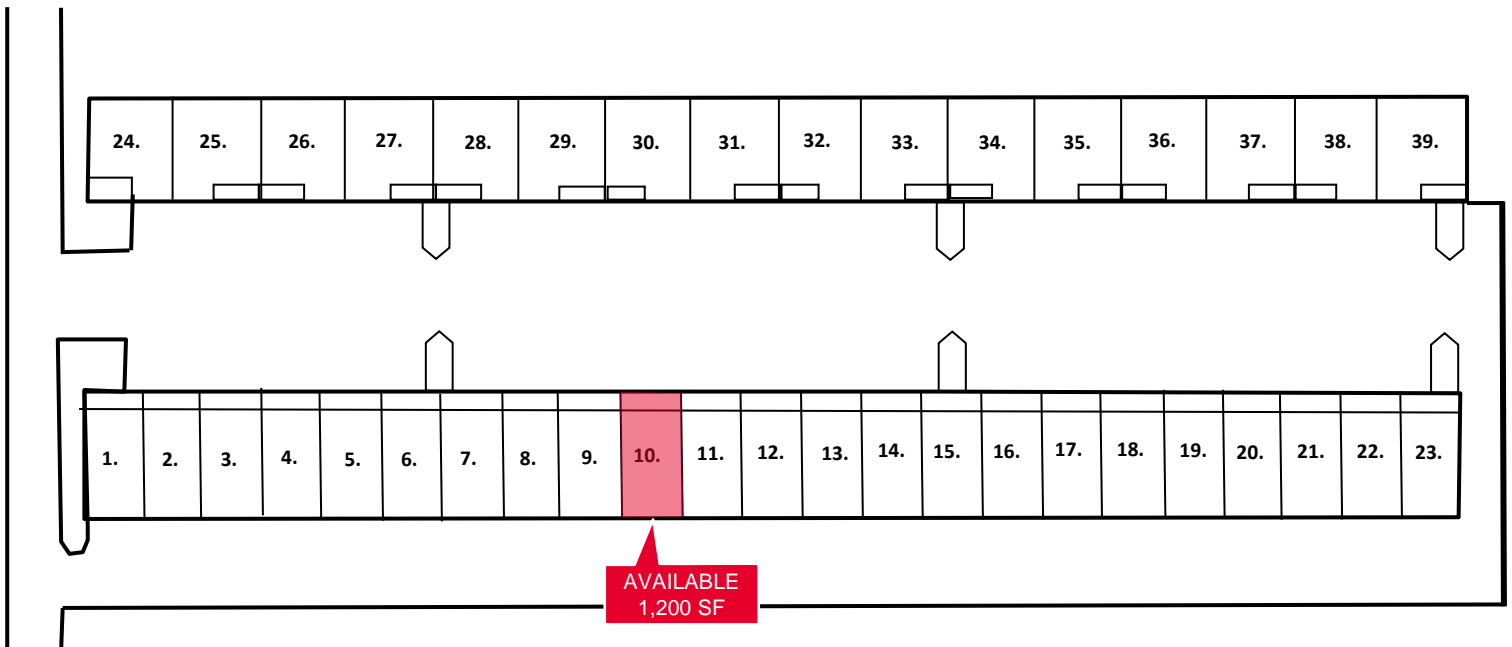 24. 25. 26. 27. 28. 29. 30. 31. 32. 33. 34. 35. 36. 37. 38. 39.
1. 2. 3. 4. 5. 6. 7. 8. 9. 10. 11. 12. 13. 14. 15. 16. 17. 18. 19. 20. 21. 22. 23.
AVAILABLE
1,200 SF